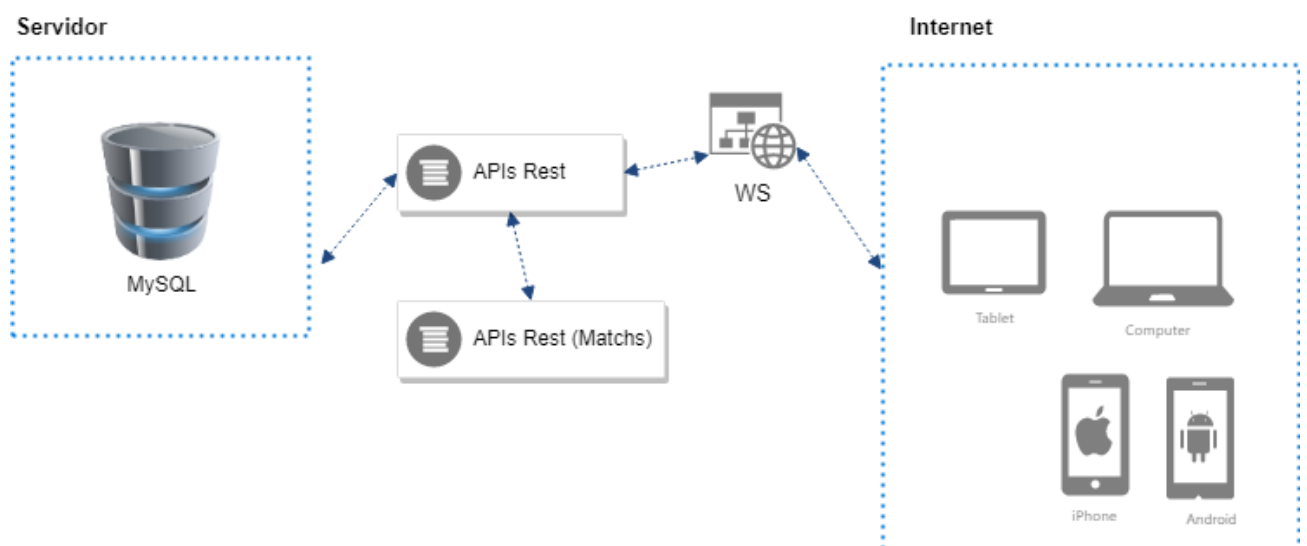 Servidor
Internet
APIs Rest
WS
MySQL
APIs Rest (Matchs)
Tablet
Computer
iPhone
Android